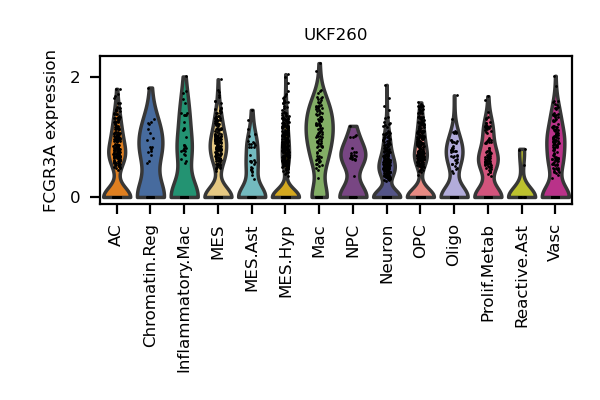 UKF260
FCGR3A expression
2
0
AC
Chromatin.Reg
Inflammatory.Mac
MES
MES.Ast
MES.Hyp
Mac
NPC
Neuron
OPC
Oligo
Prolif.Metab
Reactive.Ast
Vasc